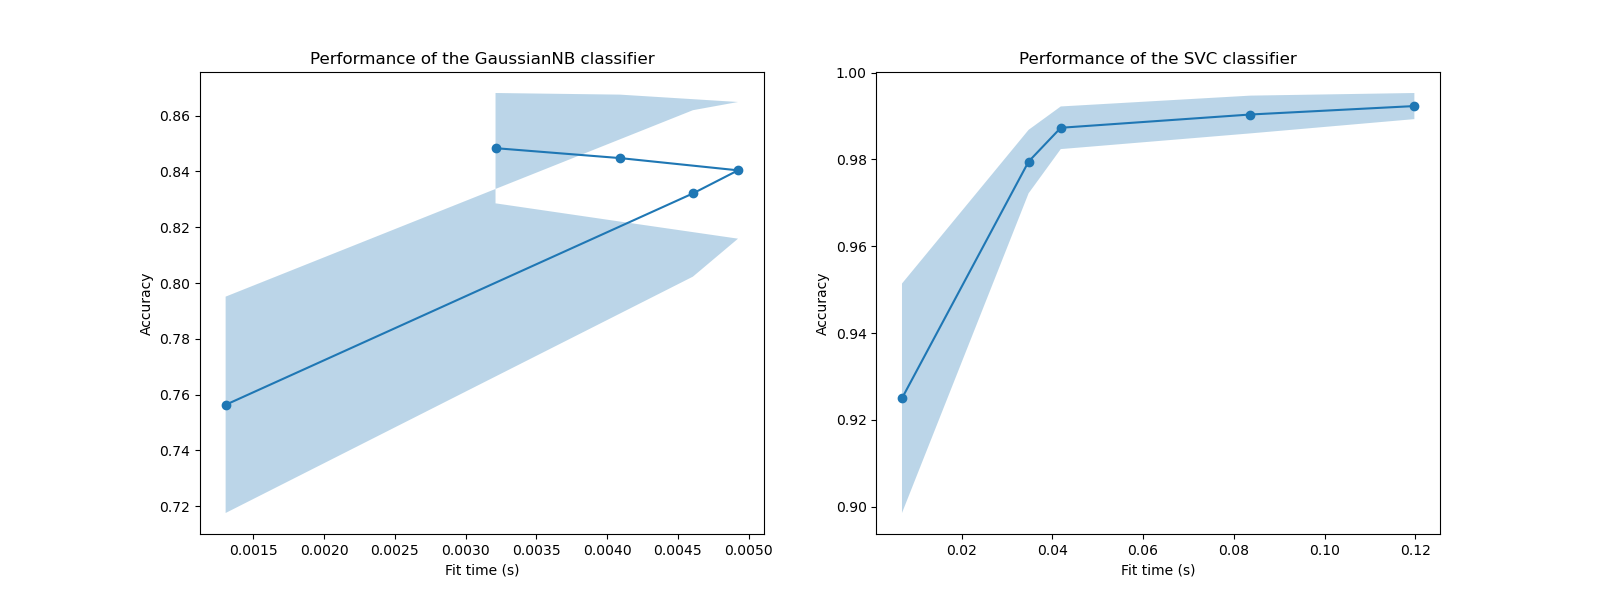 Performance of the GaussianNB classifier
Accuracy
0.86
0.84
0.82
0.80
0.78
0.76
0.74
0.72
0.0015 0.0020 0.0025 0.0030 0.0035 0.0040 0.0045 0.0050
Fit time (s)
Performance of the SVC classifier
Accuracy
1.00
0.98
0.96
0.94
0.92
0.90
0.02 0.04 0.06 0.08 0.10 0.12
Fit time (s)